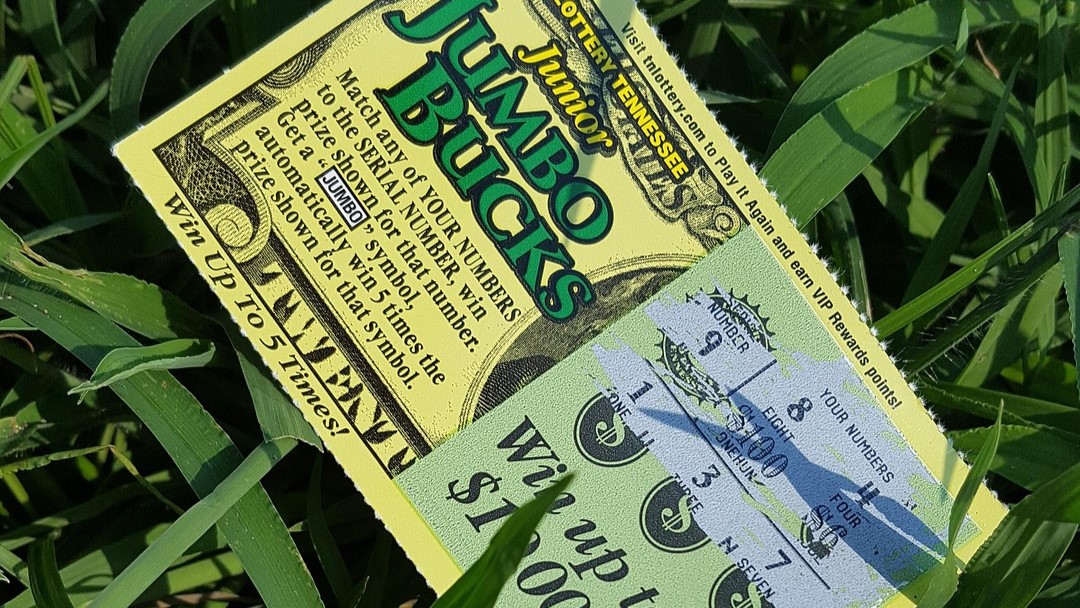 LOTTERY TENNESSEE
Junior
JUMBO
BUCKS
Match any of YOUR NUMBERS
to the SERIAL NUMBER, win
prize shown for that number.
Get a "JUMBO", symbol,
automatically win 5 times the
prize shown for that symbol.
Win UP TO 5 Times!
Visit tnlottery.com to Play It Again and earn VIP Rewards points!
NUMBER
9
YOUR NUMBERS
1
ONE
8
EIGHT
$100
4
FOUR
3
THREE
7
SEVEN
Win up t